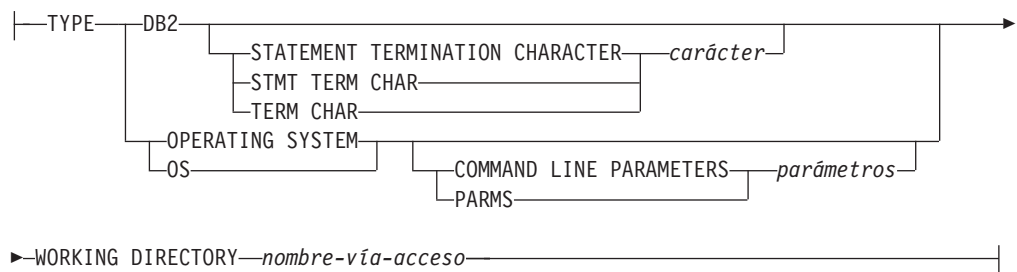 TYPE DB2
STATEMENT TERMINATION CHARACTER carácter
STMT TERM CHAR
TERM CHAR
OPERATING SYSTEM
OS
COMMAND LINE PARAMETERS parámetros
PARMS
WORKING DIRECTORY nombre-vía-acceso